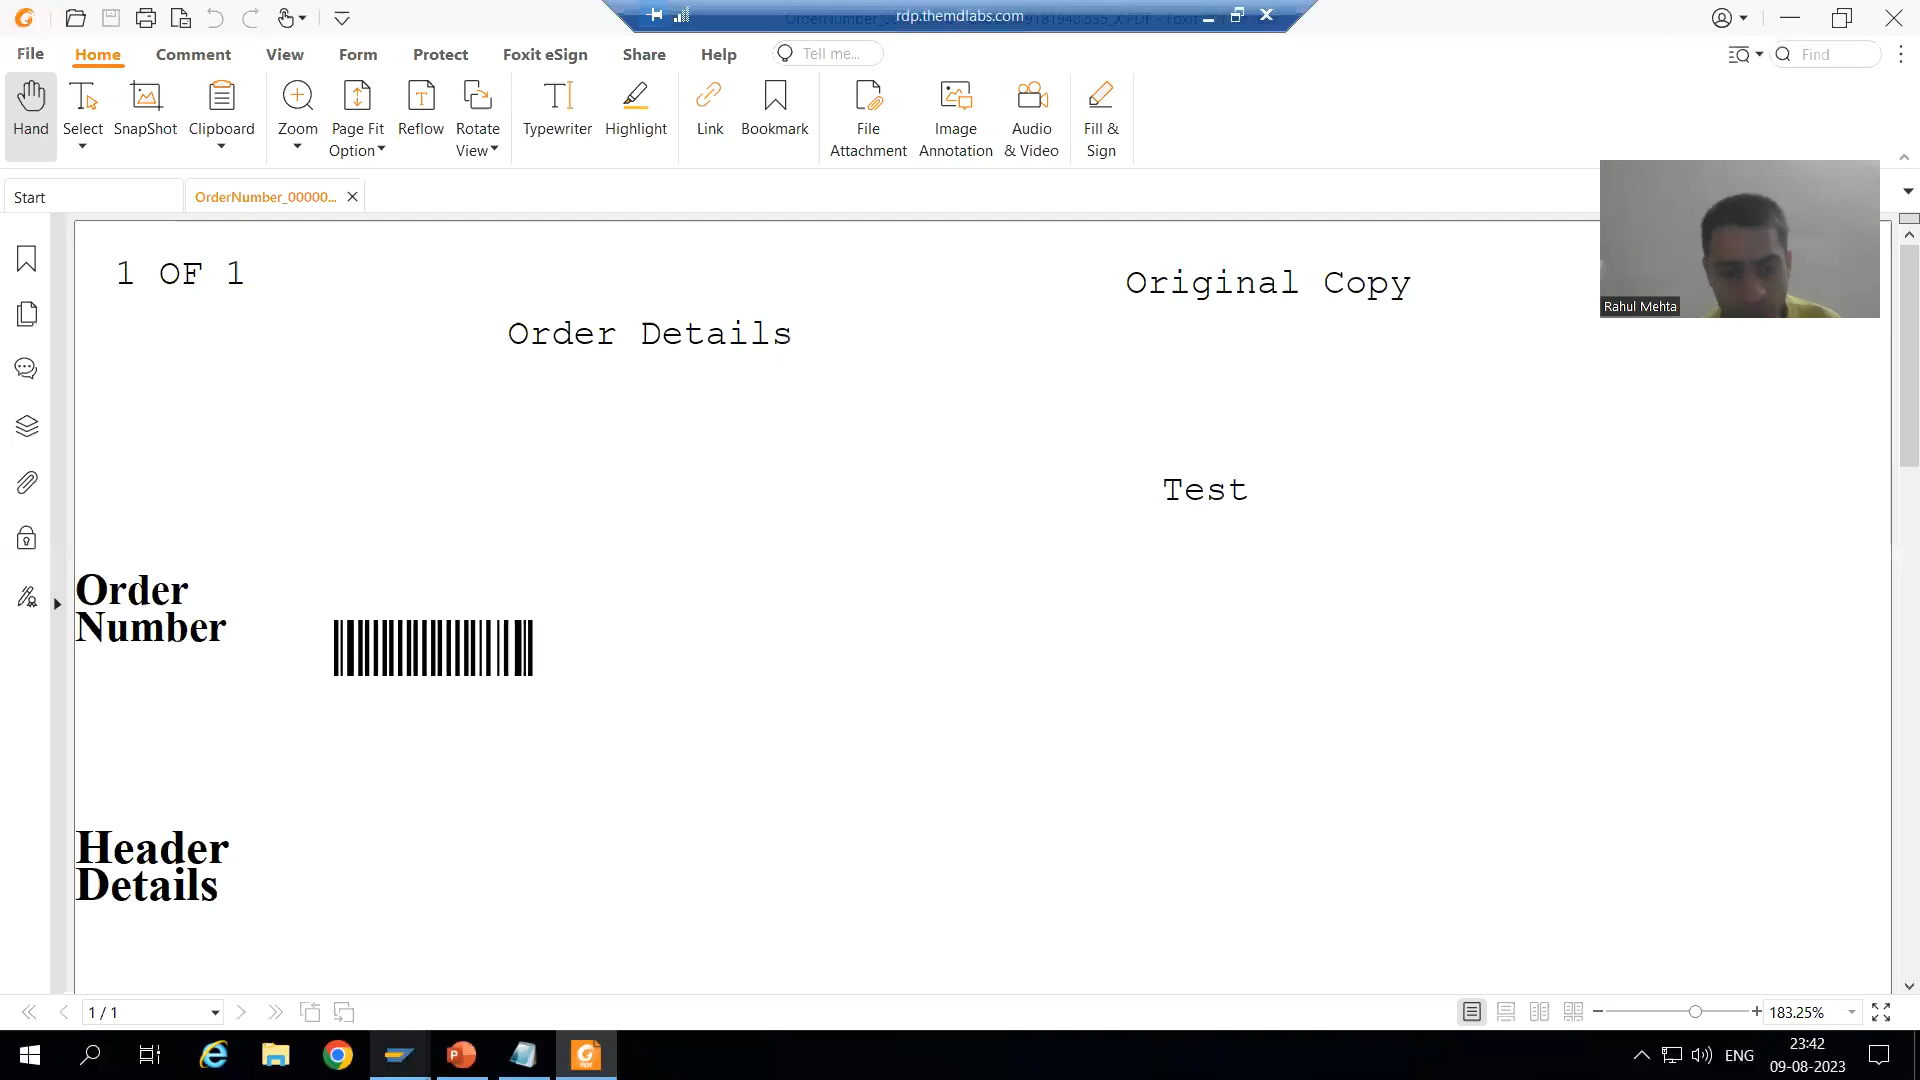 rdp.themdlabs.com
File Home Comment View Form Protect Foxit eSign Share Help Tell me... Find
Hand Select SnapShot Clipboard Zoom Page Fit Option Reflow Rotate View Typewriter Highlight Link Bookmark File Attachment Image Annotation Audio & Video Fill & Sign
Start OrderNumber_00000...
1 OF 1
Original Copy
Order Details
Rahul Mehta
Test
Order
Number
Header
Details
1 / 1
183.25%
23:42
ENG
09-08-2023